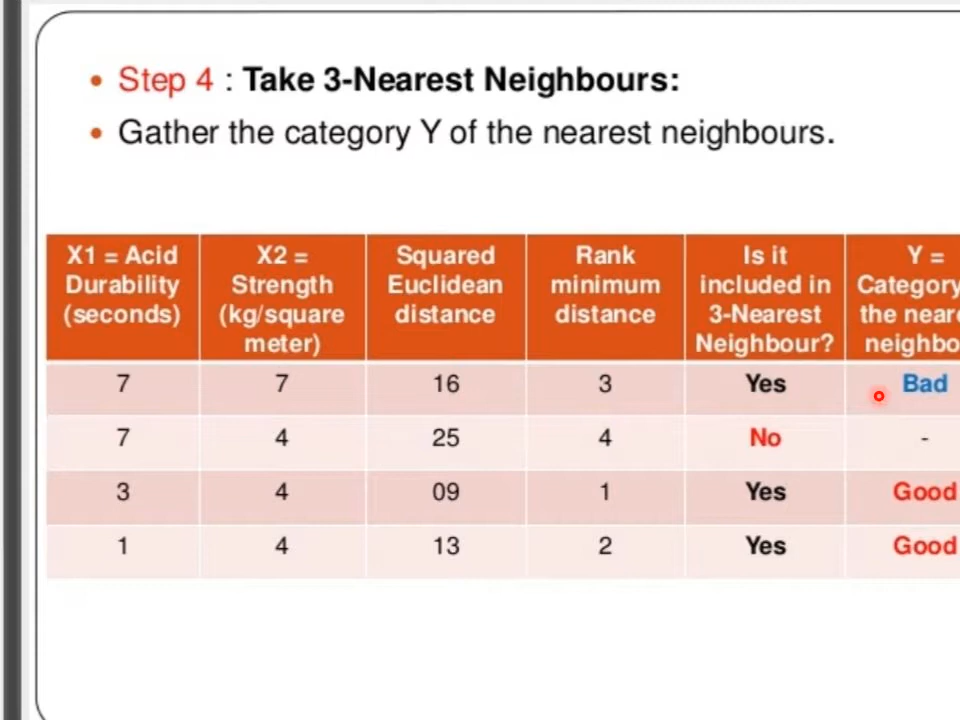 • Step 4 : Take 3-Nearest Neighbours:
• Gather the category Y of the nearest neighbours.
X1 = Acid Durability (seconds) X2 = Strength (kg/square meter) Squared Euclidean distance Rank minimum distance Is it included in 3-Nearest Neighbour? Y = Category the near neighbo
7 7 16 3 Yes Bad
7 4 25 4 No -
3 4 09 1 Yes Good
1 4 13 2 Yes Good